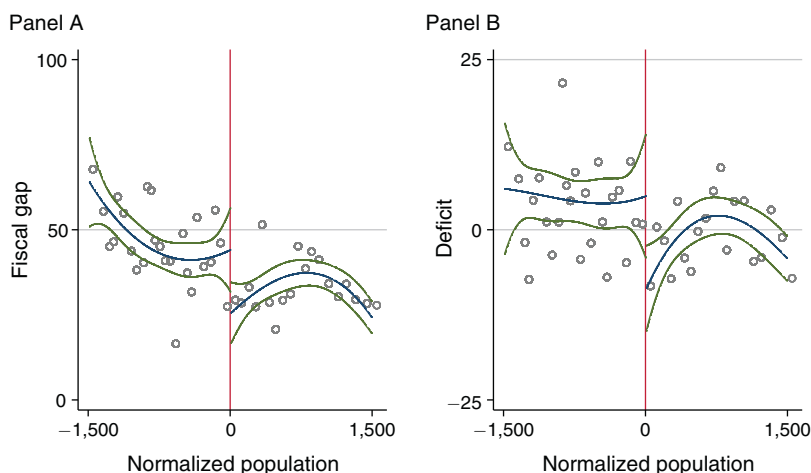 Panel A
100
50
0
Fiscal gap
−1,500 0 1,500
Normalized population
Panel B
25
0
−25
Deficit
−1,500 0 1,500
Normalized population